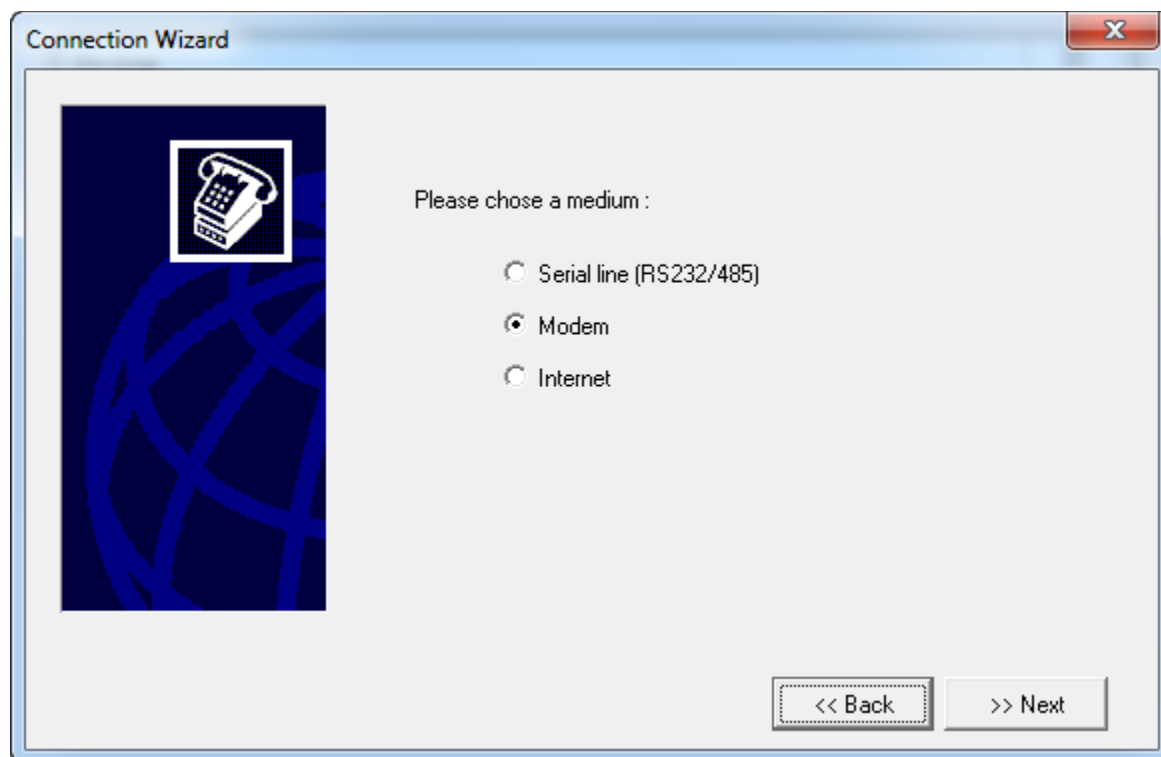 Connection Wizard
Please chose a medium :
Serial line (RS232/485)
Modem
Internet
<< Back
>> Next